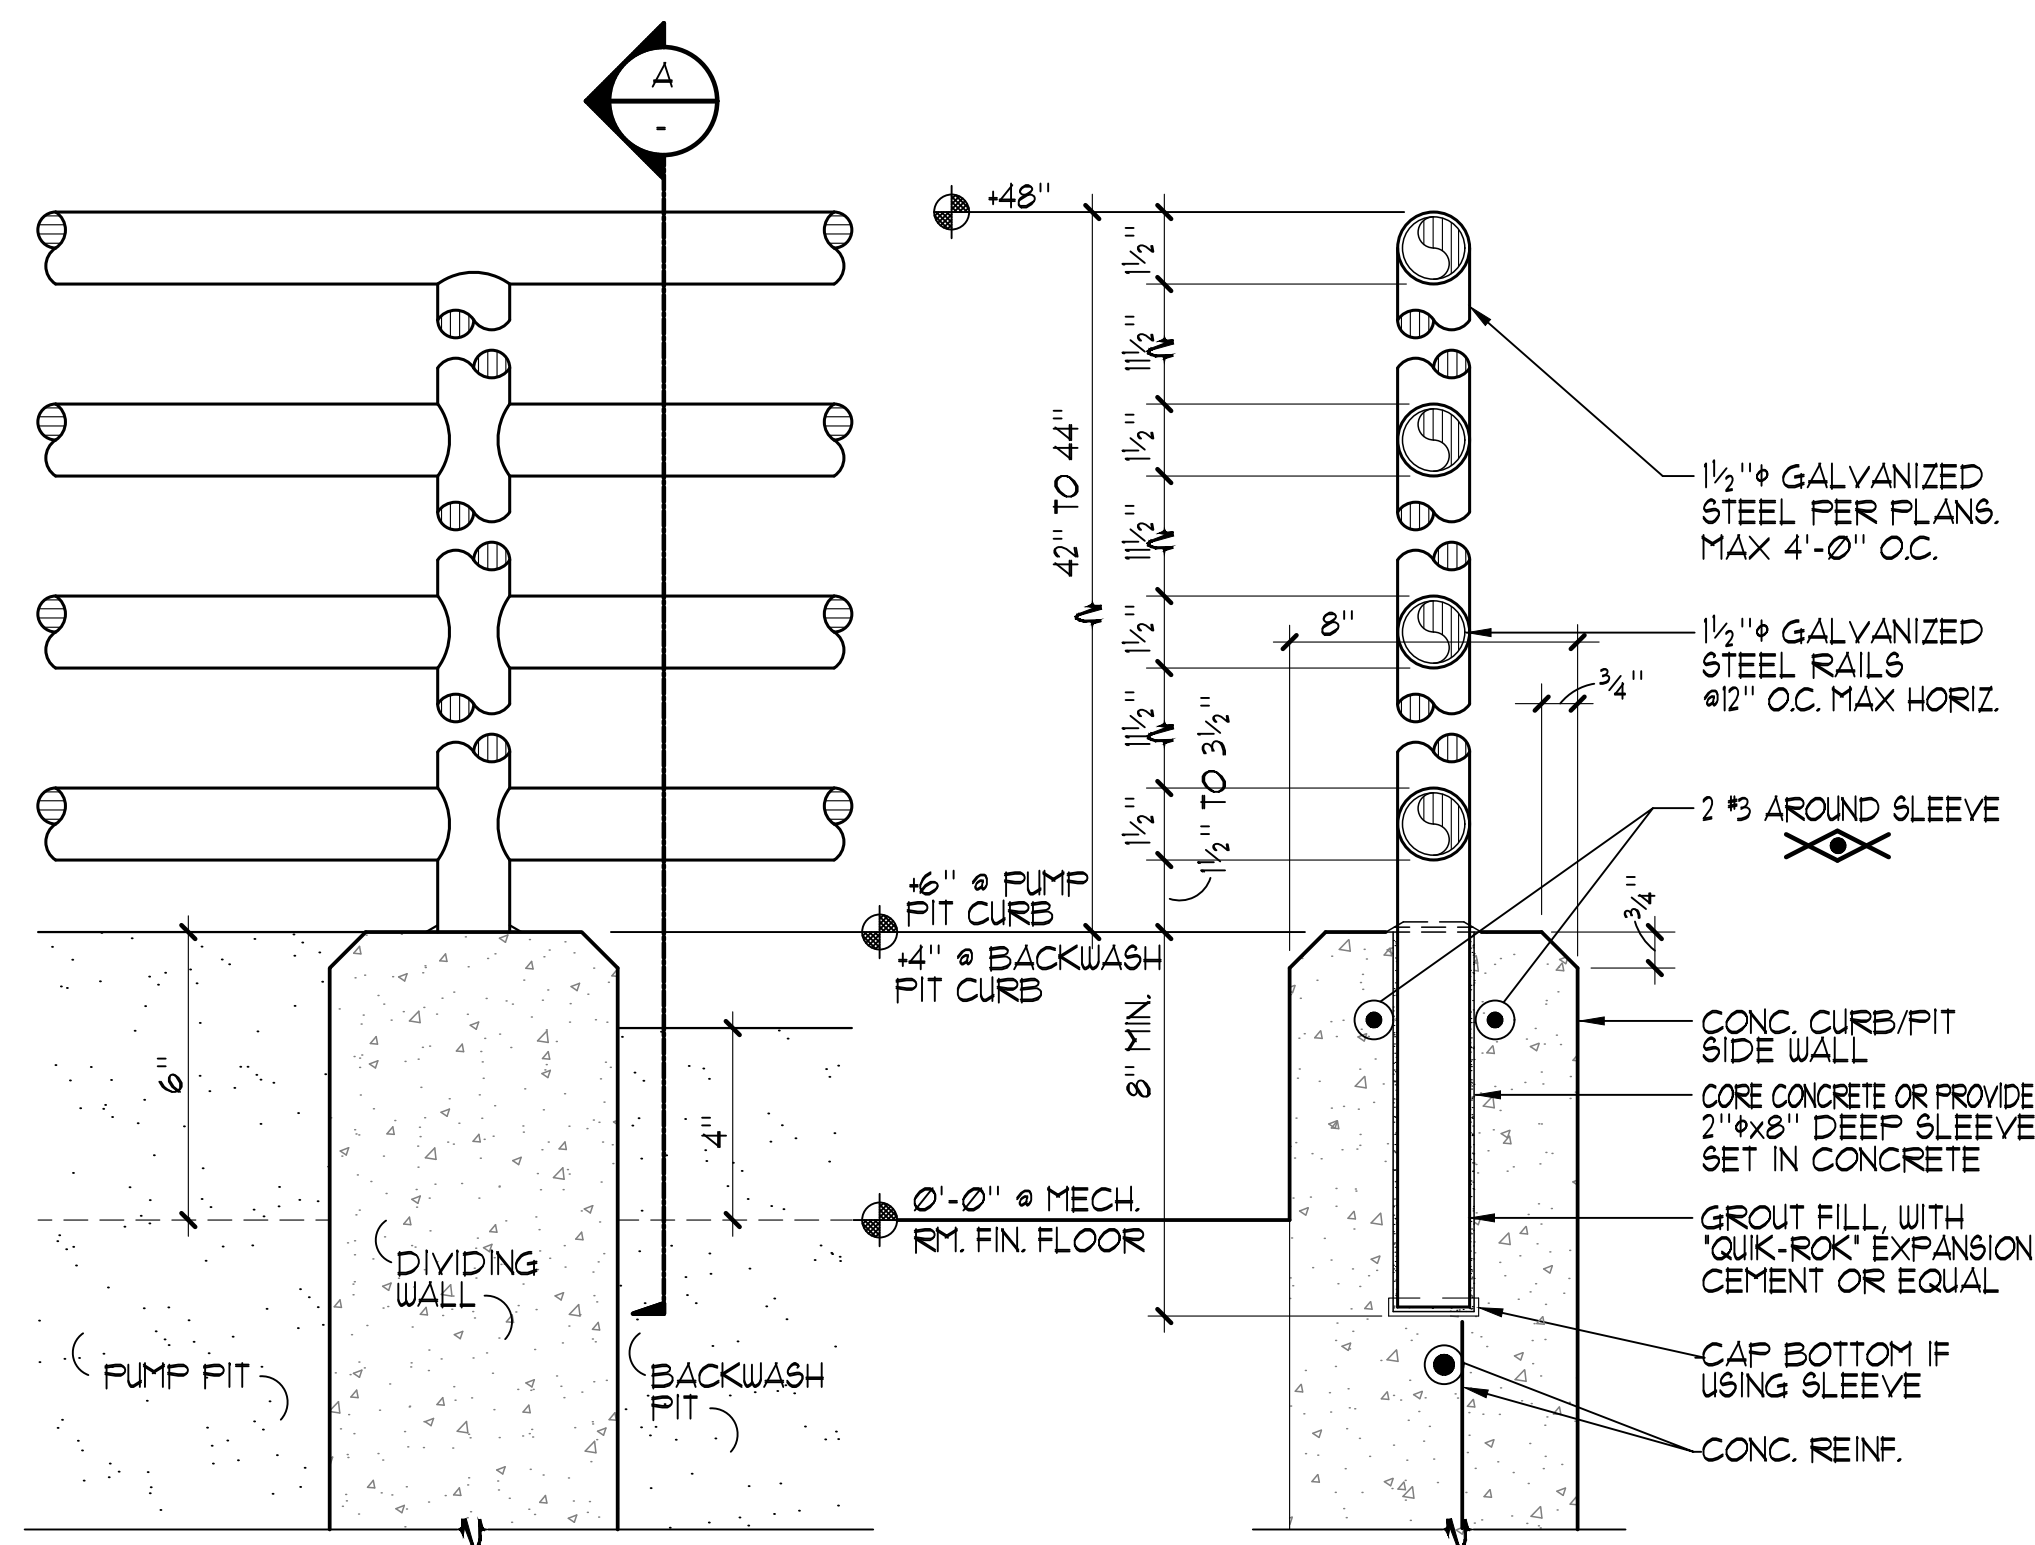 A
-
+48"
1½"
11½"
1½"
11½"
1½"
11½"
1½"
42" TO 44"
1½" TO 3½"
8" MIN.
8"
¾"
¾"
1½"ϕ GALVANIZED
STEEL PER PLANS.
MAX 4'-0" O.C.
1½"ϕ GALVANIZED
STEEL RAILS
@12" O.C. MAX HORIZ.
2 #3 AROUND SLEEVE
+6" @ PUMP
PIT CURB
+4" @ BACKWASH
PIT CURB
0'-0" @ MECH.
RM. FIN. FLOOR
6"
4"
DIVIDING
WALL
PUMP PIT
BACKWASH
PIT
CONC. CURB/PIT
SIDE WALL
CORE CONCRETE OR PROVIDE
2"ϕx8" DEEP SLEEVE
SET IN CONCRETE
GROUT FILL, WITH
"QUIK-ROK" EXPANSION
CEMENT OR EQUAL
CAP BOTTOM IF
USING SLEEVE
CONC. REINF.